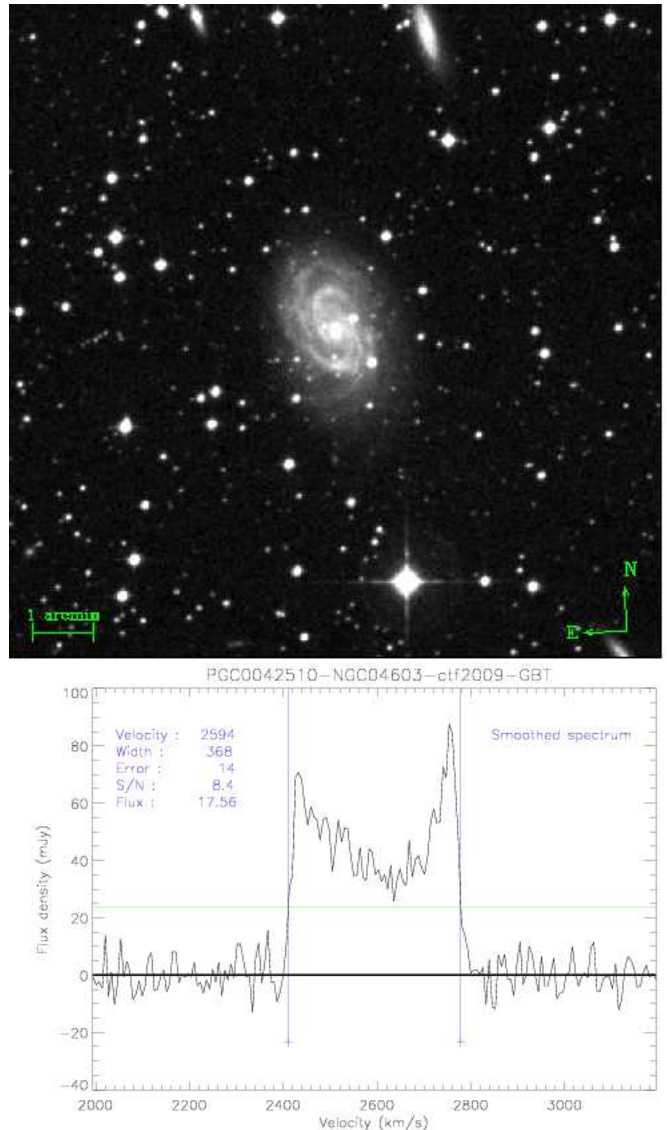 1 arcmin
N
E
PGC0042510-NGC04603-ctf2009-GBT
Velocity : 2594
Width : 368
Error : 14
S/N : 8.4
Flux : 17.56
Smoothed spectrum
100
80
60
40
20
0
-20
-40
Flux density (mJy)
2000 2200 2400 2600 2800 3000
Velocity (km/s)